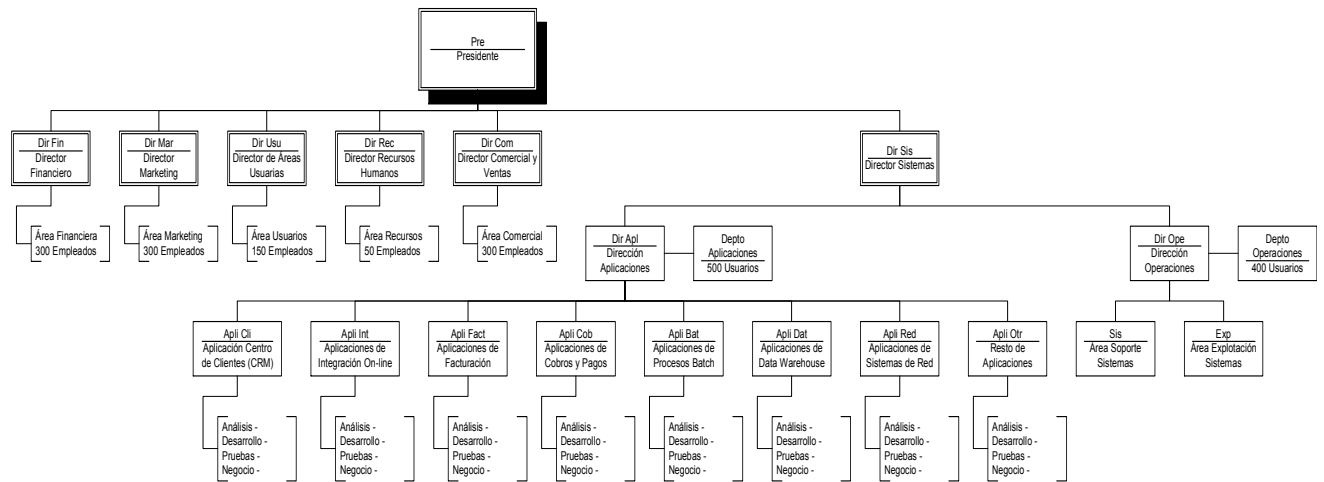 Pre
Presidente
Dir Fin
Director
Financiero
Dir Mar
Director
Marketing
Dir Usu
Director de Áreas
Usuarias
Dir Rec
Director Recursos
Humanos
Dir Com
Director Comercial y
Ventas
Dir Sis
Director Sistemas
Área Financiera
300 Empleados
Área Marketing
300 Empleados
Área Usuarios
150 Empleados
Área Recursos
50 Empleados
Área Comercial
300 Empleados
Dir Apl
Dirección
Aplicaciones
Depto
Aplicaciones
500 Usuarios
Dir Ope
Dirección
Operaciones
Depto
Operaciones
400 Usuarios
Apli Cli
Aplicación Centro
de Clientes (CRM)
Apli Int
Aplicaciones de
Integración On-line
Apli Fact
Aplicaciones de
Facturación
Apli Cob
Aplicaciones de
Cobros y Pagos
Apli Bat
Aplicaciones de
Procesos Batch
Apli Dat
Aplicaciones de
Data Warehouse
Apli Red
Aplicaciones de
Sistemas de Red
Apli Otr
Resto de
Aplicaciones
Sis
Área Soporte
Sistemas
Exp
Área Explotación
Sistemas
Análisis -
Desarrollo -
Pruebas -
Negocio -
Análisis -
Desarrollo -
Pruebas -
Negocio -
Análisis -
Desarrollo -
Pruebas -
Negocio -
Análisis -
Desarrollo -
Pruebas -
Negocio -
Análisis -
Desarrollo -
Pruebas -
Negocio -
Análisis -
Desarrollo -
Pruebas -
Negocio -
Análisis -
Desarrollo -
Pruebas -
Negocio -
Análisis -
Desarrollo -
Pruebas -
Negocio -